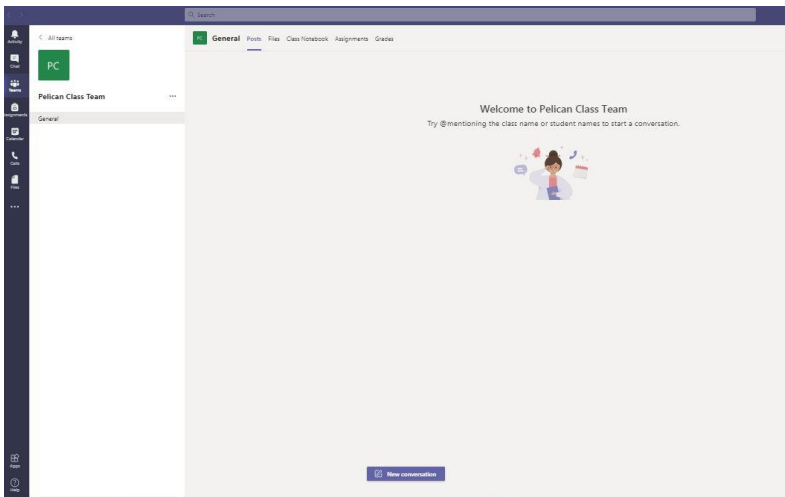 Search
Activity
Chat
Teams
Assignments
Calendar
Calls
Files
Apps
Help
All teams
PC
Pelican Class Team
General
PC General Posts Files Class Notebook Assignments Grades
Welcome to Pelican Class Team
Try @mentioning the class name or student names to start a conversation.
New conversation